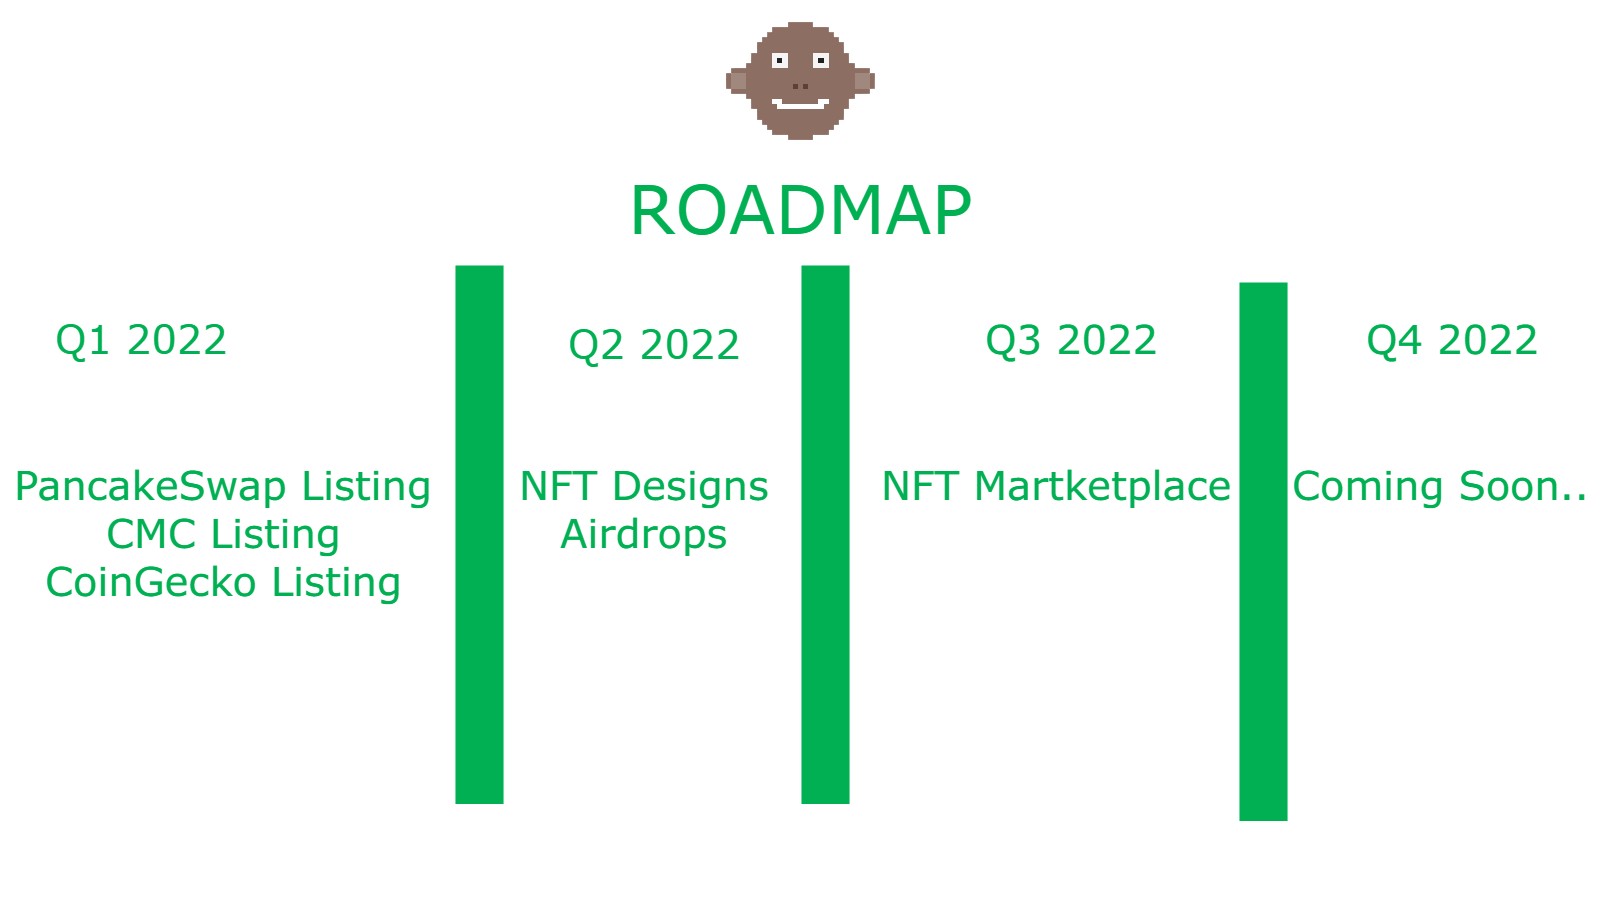 ROADMAP
Q1 2022
PancakeSwap Listing
CMC Listing
CoinGecko Listing
Q2 2022
NFT Designs
Airdrops
Q3 2022
NFT Martketplace
Q4 2022
Coming Soon..